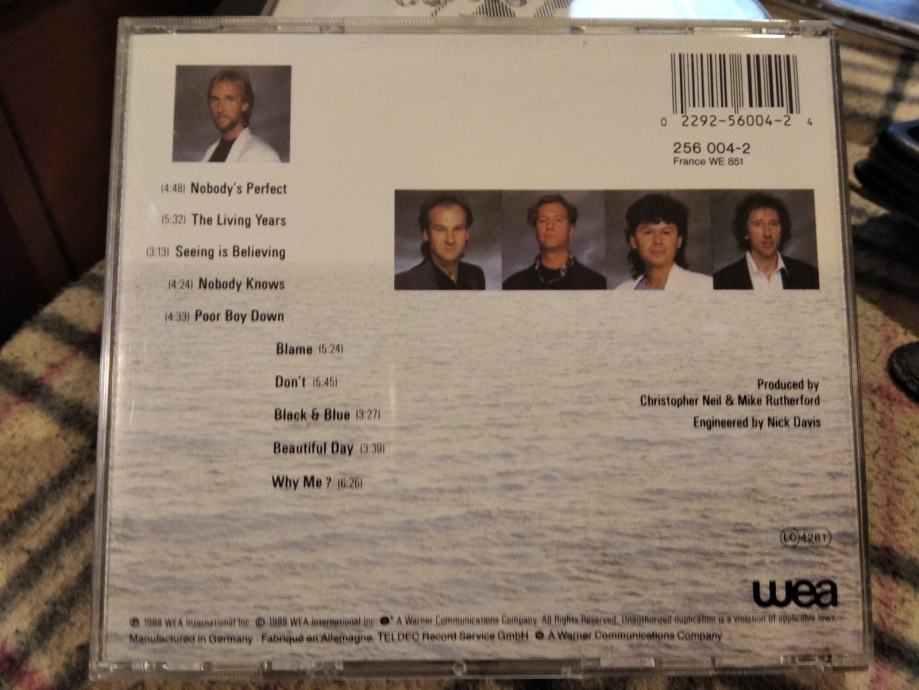 0 2292-56004-2 4
256 004-2
France WE 851
(4:48) Nobody's Perfect
(5:32) The Living Years
(3:13) Seeing is Believing
(4:24) Nobody Knows
(4:33) Poor Boy Down
Blame (5:24)
Don't (5:45)
Black & Blue (3:27)
Beautiful Day (3:39)
Why Me ? (6:26)
Produced by
Christopher Neil & Mike Rutherford
Engineered by Nick Davis
LC 4281
wea
℗ 1988 WEA International Inc © 1988 WEA International Inc A Warner Communications Company. All Rights Reserved. Unauthorized duplication is a violation of applicable laws.
Manufactured in Germany · Fabriqué en Allemagne. TELDEC Record Service GmbH A Warner Communications Company